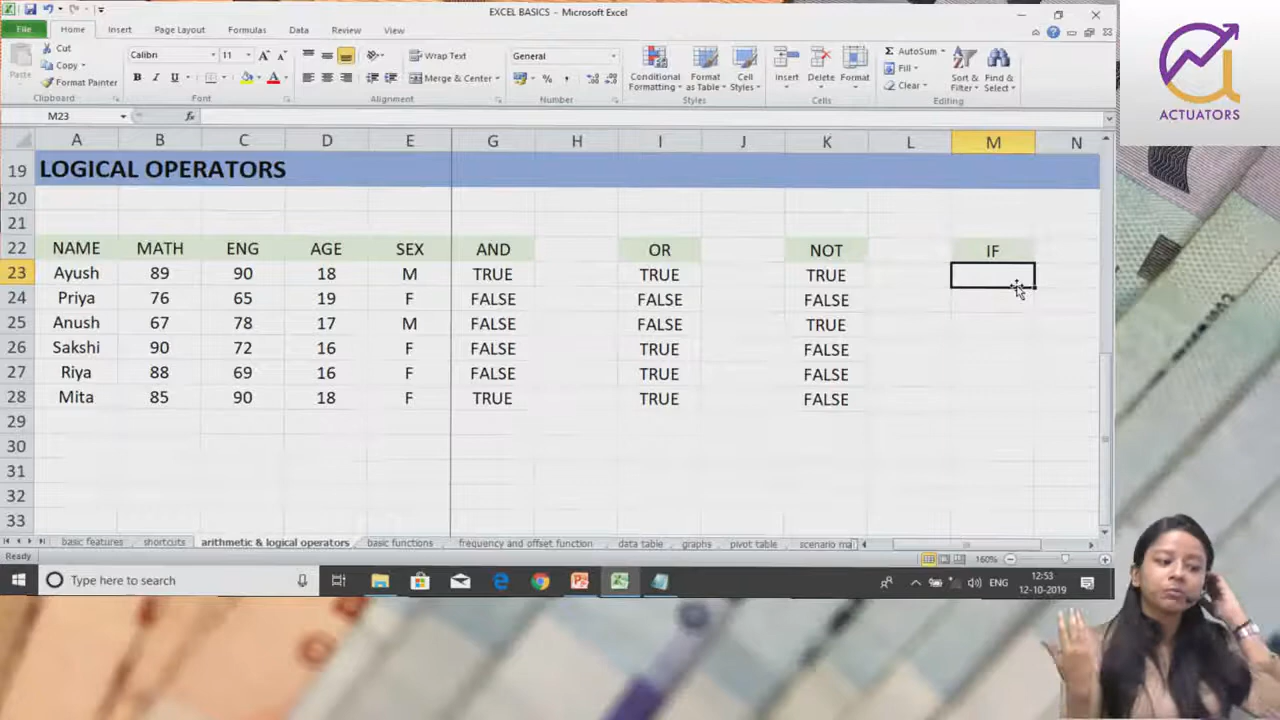 EXCEL BASICS - Microsoft Excel
File Home Insert Page Layout Formulas Data Review View
Paste Cut Copy Format Painter Clipboard
Calibri 11 B I U Font
Wrap Text Merge & Center Alignment
General % Number
Conditional Formatting Format as Table Cell Styles Styles
Insert Delete Format Cells
AutoSum Fill Clear Sort & Filter Find & Select Editing
ACTUATORS
M23 fx
A B C D E G H I J K L M N
19 LOGICAL OPERATORS
20
21
22 NAME MATH ENG AGE SEX AND OR NOT IF
23 Ayush 89 90 18 M TRUE TRUE TRUE
24 Priya 76 65 19 F FALSE FALSE FALSE
25 Anush 67 78 17 M FALSE FALSE TRUE
26 Sakshi 90 72 16 F FALSE TRUE FALSE
27 Riya 88 69 16 F FALSE TRUE FALSE
28 Mita 85 90 18 F TRUE TRUE FALSE
29
30
31
32
33
basic features shortcuts arithmetic & logical operators basic functions frequency and offset function data table graphs pivot table scenario ma
Ready 160%
Type here to search ENG 12:53
12-10-2019